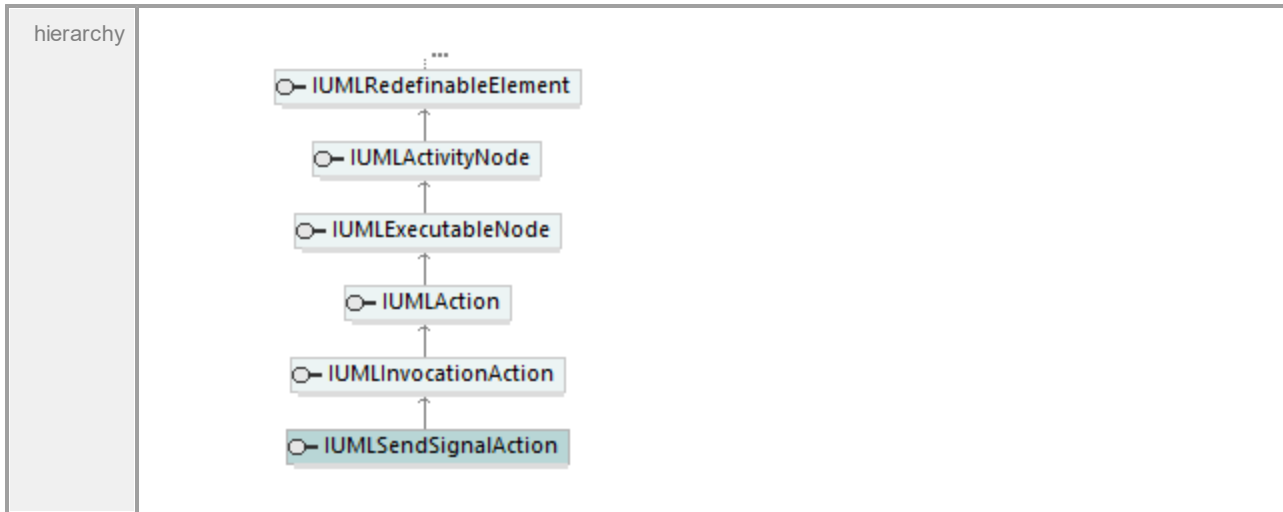 hierarchy
...
IUMLRedefinableElement
IUMLActivityNode
IUMLExecutableNode
IUMLAction
IUMLInvocationAction
IUMLSendSignalAction